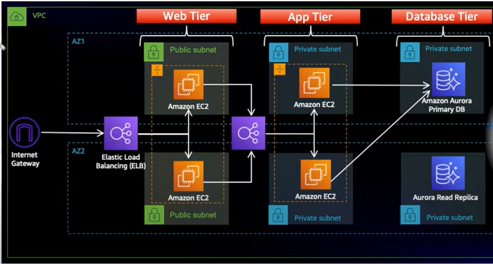 VPC
Web Tier
App Tier
Database Tier
AZ1
Public subnet
Private subnet
Private subnet
Amazon EC2
Amazon EC2
Amazon Aurora
Primary DB
Internet
Gateway
Elastic Load
Balancing (ELB)
AZ2
Amazon EC2
Amazon EC2
Aurora Read Replica
Public subnet
Private subnet
Private subnet